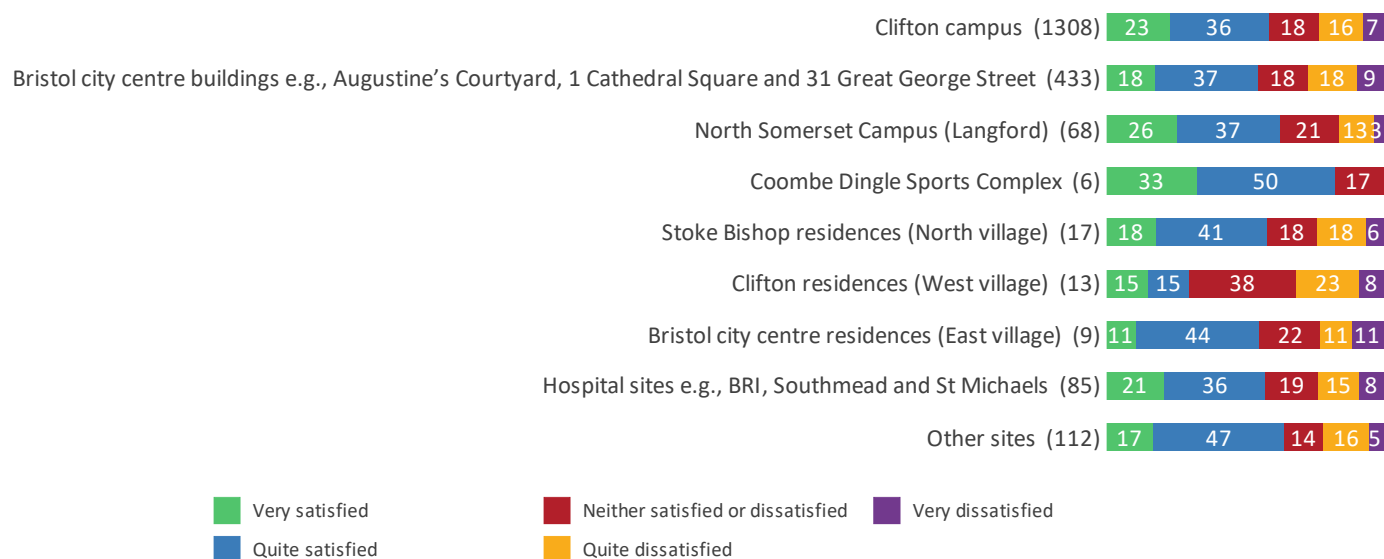 Clifton campus (1308) 23 36 18 16 7
Bristol city centre buildings e.g., Augustine’s Courtyard, 1 Cathedral Square and 31 Great George Street (433) 18 37 18 18 9
North Somerset Campus (Langford) (68) 26 37 21 13 3
Coombe Dingle Sports Complex (6) 33 50 17
Stoke Bishop residences (North village) (17) 18 41 18 18 6
Clifton residences (West village) (13) 15 15 38 23 8
Bristol city centre residences (East village) (9) 11 44 22 11 11
Hospital sites e.g., BRI, Southmead and St Michaels (85) 21 36 19 15 8
Other sites (112) 17 47 14 16 5
Very satisfied Neither satisfied or dissatisfied Very dissatisfied
Quite satisfied Quite dissatisfied